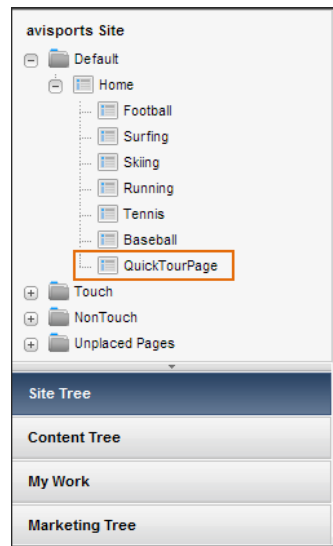 avisports Site
Default
Home
Football
Surfing
Skiing
Running
Tennis
Baseball
QuickTourPage
Touch
NonTouch
Unplaced Pages
Site Tree
Content Tree
My Work
Marketing Tree